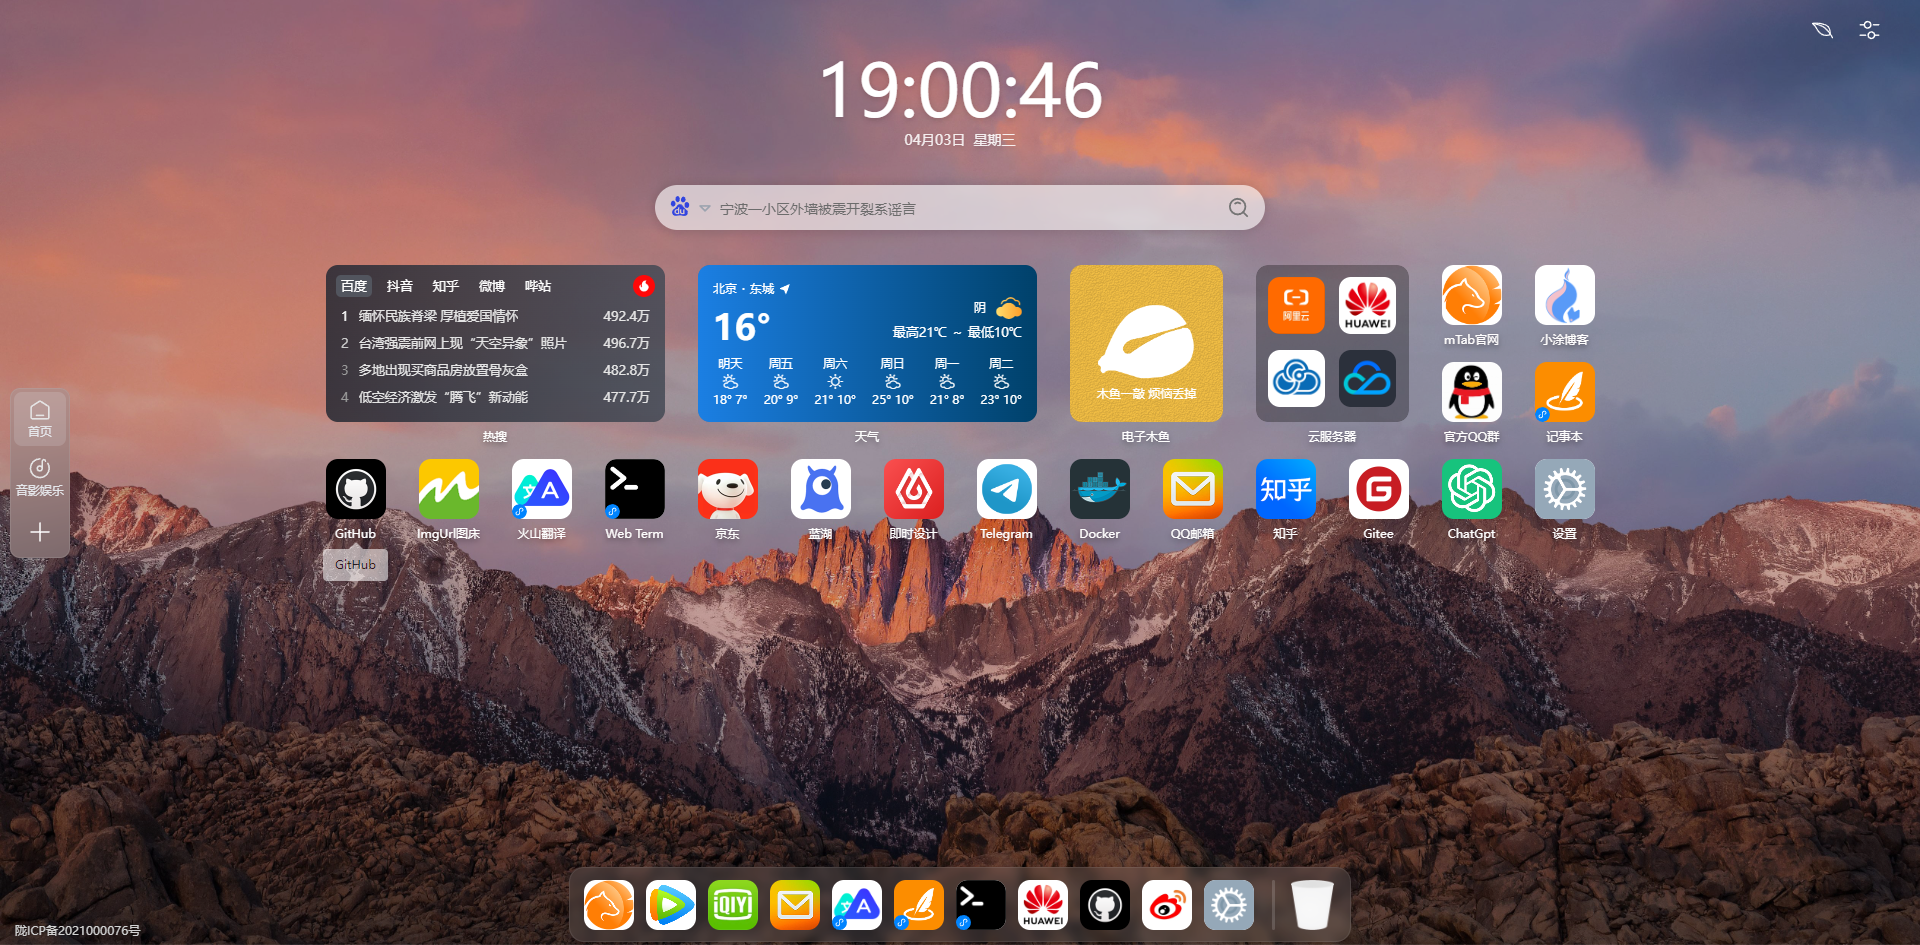 19:00:46
04月03日 星期三
du
宁波一小区外墙被震开裂系谣言
百度 抖音 知乎 微博 哔站
1 缅怀民族脊梁 厚植爱国情怀 492.4万
2 台湾强震前网上现“天空异象”照片 496.7万
3 多地出现买商品房放置骨灰盒 482.8万
4 低空经济激发“腾飞”新动能 477.7万
热搜
北京 · 东城
16°
阴
最高21℃ ~ 最低10℃
明天 周五 周六 周日 周一 周二
18° 7° 20° 9° 21° 10° 25° 10° 21° 8° 23° 10°
天气
木鱼一敲 烦恼丢掉
电子木鱼
阿里云
HUAWEI
云服务器
mTab官网 小涂博客
官方QQ群 记事本
首页
音影娱乐
知乎
GitHub ImgUrl图床 火山翻译 Web Term 京东 蓝湖 即时设计 Telegram Docker QQ邮箱 知乎 Gitee ChatGpt 设置
GitHub
iQIYI
HUAWEI
陇ICP备2021000076号